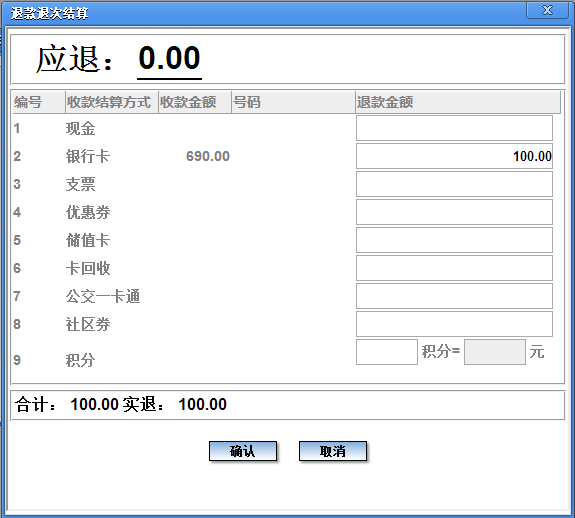 退款退次结算
应退： 0.00
编号 收款结算方式 收款金额 号码 退款金额
1 现金
2 银行卡 690.00 100.00
3 支票
4 优惠券
5 储值卡
6 卡回收
7 公交一卡通
8 社区券
9 积分 积分= 元
合计： 100.00 实退： 100.00
确认 取消